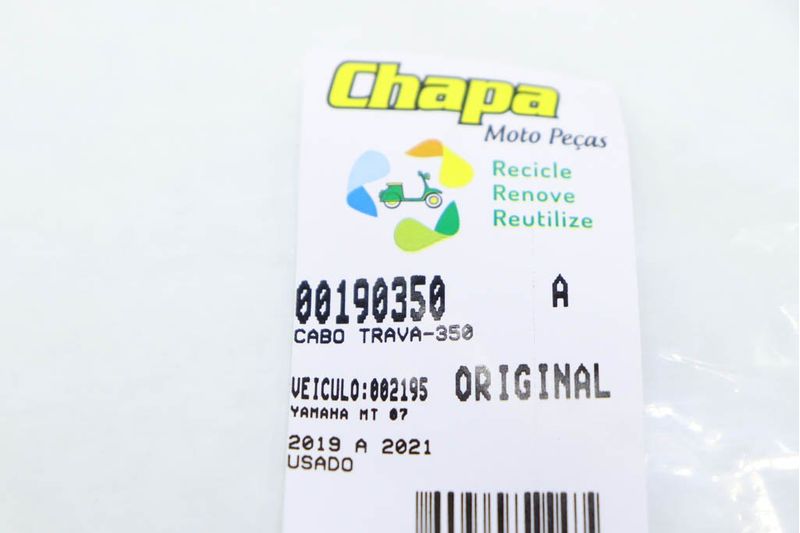 Chapa
Moto Peças
Recicle
Renove
Reutilize
00190350 A
CABO TRAVA-350
VEICULO:002195 ORIGINAL
YAMAHA MT 07
2019 A 2021
USADO